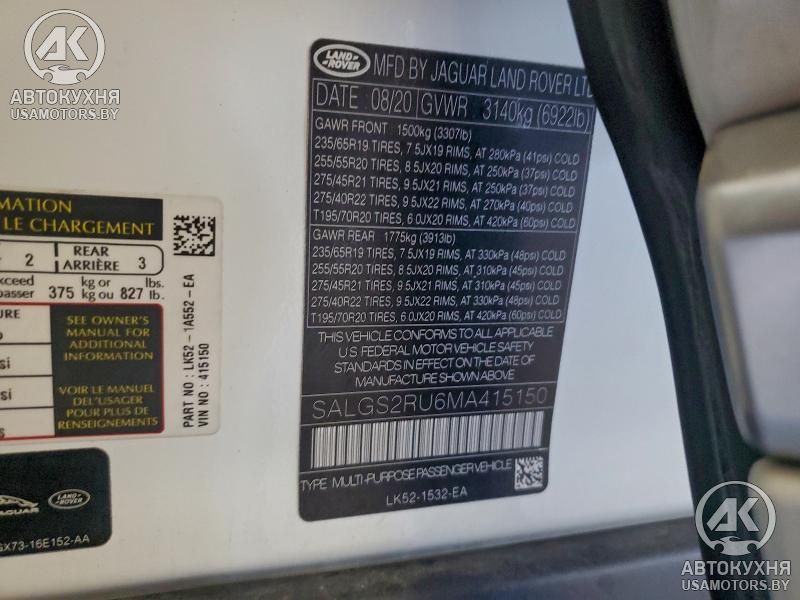 AK
АВТОКУХНЯ
USAMOTORS.BY
LAND ROVER
MFD BY JAGUAR LAND ROVER LTD
DATE: 08/20 GVWR 3140kg (6922lb)
GAWR FRONT 1500kg (3307lb)
235/65R19 TIRES, 7.5JX19 RIMS, AT 280kPa (41psi) COLD
255/55R20 TIRES, 8.5JX20 RIMS, AT 250kPa (37psi) COLD
275/45R21 TIRES, 9.5JX21 RIMS, AT 250kPa (37psi) COLD
275/40R22 TIRES, 9.5JX22 RIMS, AT 270kPa (40psi) COLD
T195/70R20 TIRES, 6.0JX20 RIMS, AT 420kPa (60psi) COLD
GAWR REAR 1775kg (3913lb)
235/65R19 TIRES, 7.5JX19 RIMS, AT 330kPa (48psi) COLD
255/55R20 TIRES, 8.5JX20 RIMS, AT 310kPa (45psi) COLD
275/45R21 TIRES, 9.5JX21 RIMS, AT 310kPa (45psi) COLD
275/40R22 TIRES, 9.5JX22 RIMS, AT 330kPa (48psi) COLD
T195/70R20 TIRES, 6.0JX20 RIMS, AT 420kPa (60psi) COLD
THIS VEHICLE CONFORMS TO ALL APPLICABLE
U.S FEDERAL MOTOR VEHICLE SAFETY
STANDARDS IN EFFECT ON THE DATE OF
MANUFACTURE SHOWN ABOVE
SALGS2RU6MA415150
TYPE MULTI-PURPOSE PASSENGER VEHICLE
LK52-1532-EA
LE CHARGEMENT
2 REAR ARRIÈRE 3
375 kg or lbs.
kg ou 827 lb.
SEE OWNER'S
MANUAL FOR
ADDITIONAL
INFORMATION
VOIR LE MANUEL
DE L'USAGER
POUR PLUS DE
RENSEIGNEMENTS
PART NO: LK52-1A552-EA
VIN NO: 415150
JAGUAR
LAND ROVER
GX73-16E152-AA
AK
АВТОКУХНЯ
USAMOTORS.BY